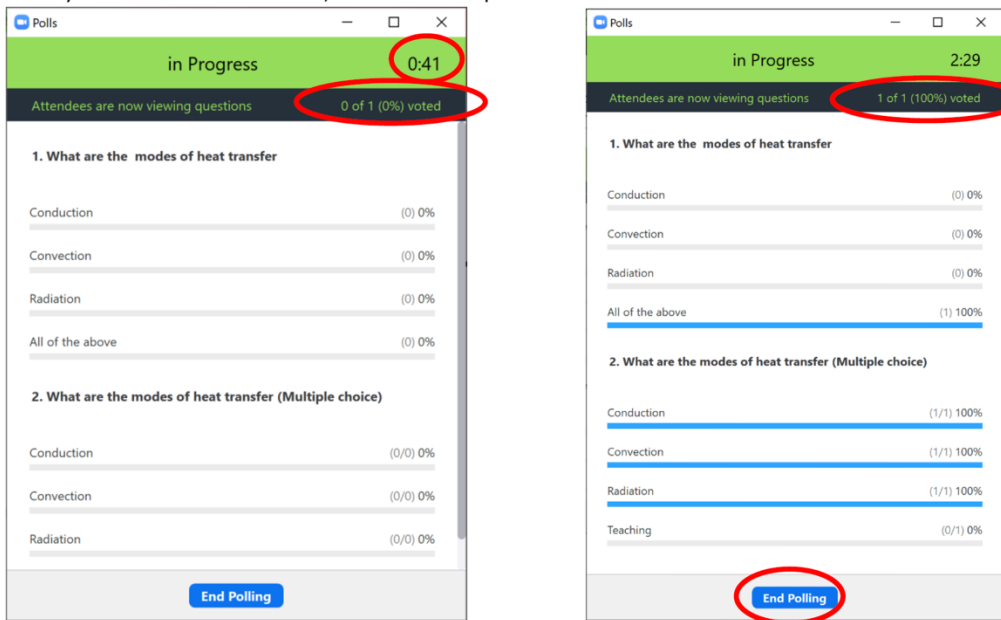 Polls
in Progress 0:41
Attendees are now viewing questions 0 of 1 (0%) voted
1. What are the modes of heat transfer
Conduction (0) 0%
Convection (0) 0%
Radiation (0) 0%
All of the above (0) 0%
2. What are the modes of heat transfer (Multiple choice)
Conduction (0/0) 0%
Convection (0/0) 0%
Radiation (0/0) 0%
End Polling
Polls
in Progress 2:29
Attendees are now viewing questions 1 of 1 (100%) voted
1. What are the modes of heat transfer
Conduction (0) 0%
Convection (0) 0%
Radiation (0) 0%
All of the above (1) 100%
2. What are the modes of heat transfer (Multiple choice)
Conduction (1/1) 100%
Convection (1/1) 100%
Radiation (1/1) 100%
Teaching (0/1) 0%
End Polling